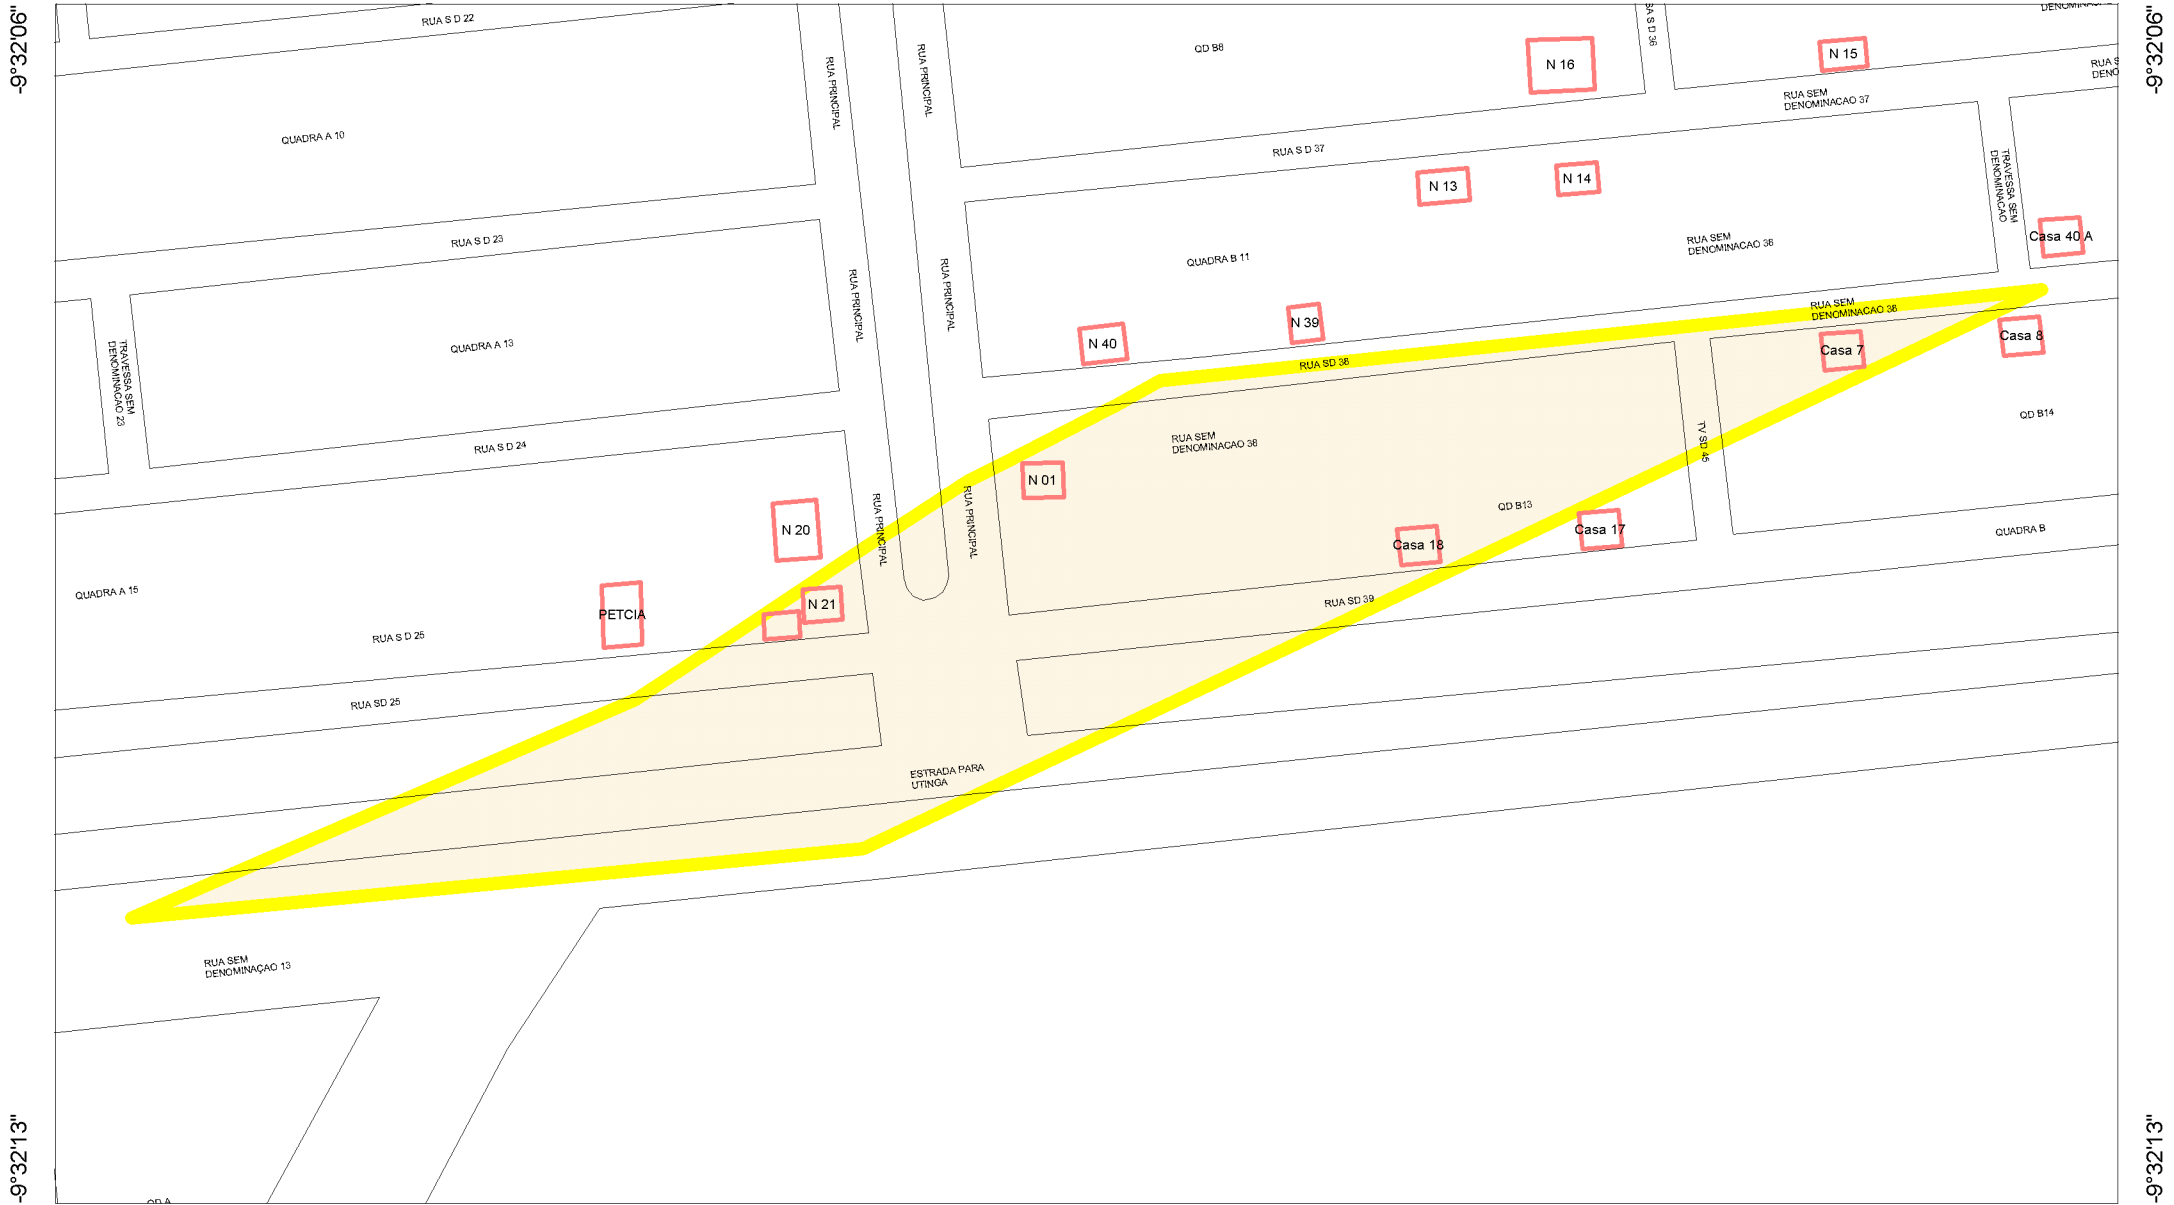 -9°32'06"
-9°32'06"
RUA S D 22
QD B8
N 16
N 15
RUA PRINCIPAL
RUA PRINCIPAL
RUA SEM
DENOMINACAO 37
QUADRA A 10
RUA S D 37
N 13
N 14
TRAVESSA SEM
DENOMINACAO
RUA S D 23
RUA SEM
DENOMINACAO 38
Casa 40 A
QUADRA B 11
RUA PRINCIPAL
RUA PRINCIPAL
N 39
N 40
RUA SEM
DENOMINACAO 38
Casa 8
Casa 7
QUADRA A 13
RUA SD 38
TRAVESSA SEM
DENOMINACAO 23
QD B14
RUA S D 24
RUA SEM
DENOMINACAO 38
TV SD 45
N 01
RUA PRINCIPAL
RUA PRINCIPAL
QD B13
N 20
Casa 18
Casa 17
QUADRA B
QUADRA A 15
N 21
PETCIA
RUA SD 39
RUA S D 25
RUA SD 25
ESTRADA PARA
UTINGA
RUA SEM
DENOMINAÇAO 13
-9°32'13"
-9°32'13"